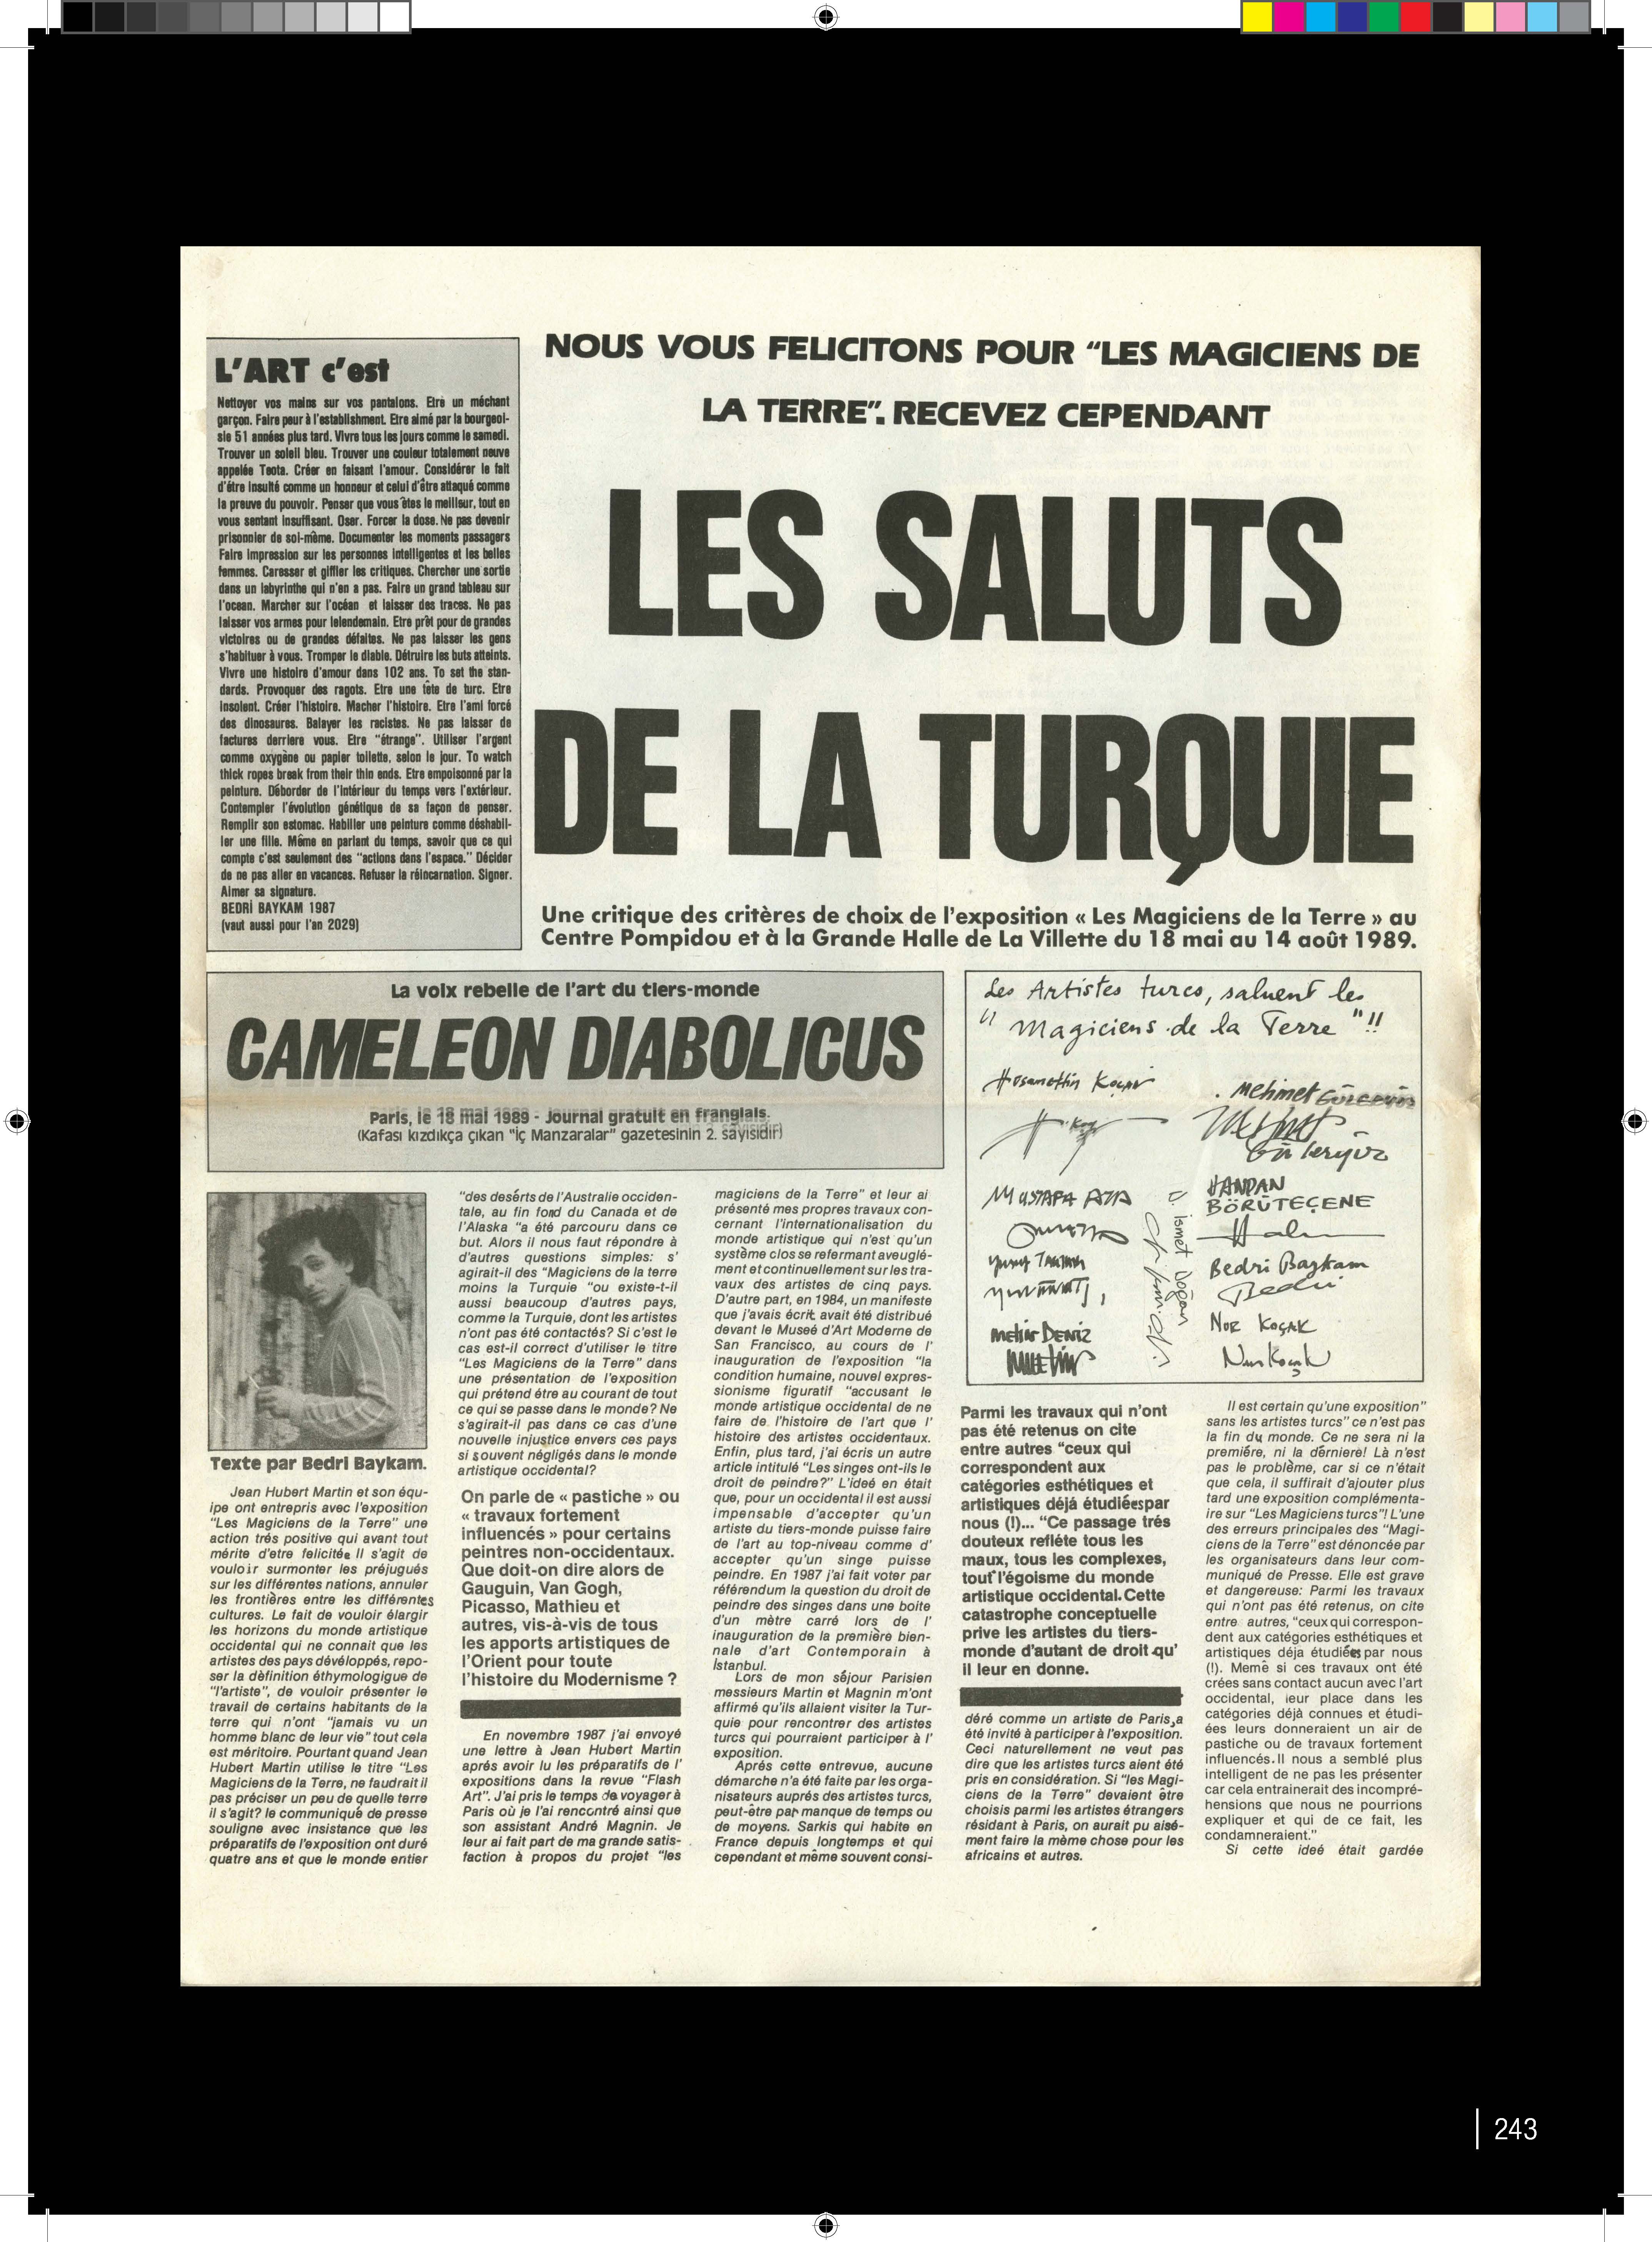 L'ART c'est
Nettoyer vos mains sur vos pantalons. Etre un méchant
garçon. Faire peur à l'establishment. Etre aimé par la bourgeoi-
sie 51 années plus tard. Vivre tous les jours comme le samedi.
Trouver un soleil bleu. Trouver une couleur totalement neuve
appelée Teota. Créer en faisant l'amour. Considérer le fait
d'être insulté comme un honneur et celui d'être attaqué comme
la preuve du pouvoir. Penser que vous êtes le meilleur, tout en
vous sentant insuffisant. Oser. Forcer la dose. Ne pas devenir
prisonnier de soi-même. Documenter les moments passagers
Faire impression sur les personnes intelligentes et les belles
femmes. Caresser et giffler les critiques. Chercher une sortie
dans un labyrinthe qui n'en a pas. Faire un grand tableau sur
l'ocean. Marcher sur l'océan et laisser des traces. Ne pas
laisser vos armes pour lelendemain. Etre prêt pour de grandes
victoires ou de grandes défaites. Ne pas laisser les gens
s'habituer à vous. Tromper le diable. Détruire les buts atteints.
Vivre une histoire d'amour dans 102 ans. To set the stan-
dards. Provoquer des ragots. Etre une tête de turc. Etre
insolent. Créer l'histoire. Macher l'histoire. Etre l'ami forcé
des dinosaures. Balayer les racistes. Ne pas laisser de
factures derriere vous. Etre "étrange". Utiliser l'argent
comme oxygène ou papier toilette, selon le jour. To watch
thick ropes break from their thin ends. Etre empoisonné par la
peinture. Déborder de l'intérieur du temps vers l'extérieur.
Contempler l'évolution génétique de sa façon de penser.
Remplir son estomac. Habiller une peinture comme déshabil-
ler une fille. Même en parlant du temps, savoir que ce qui
compte c'est seulement des "actions dans l'espace." Décider
de ne pas aller en vacances. Refuser la réincarnation. Signer.
Aimer sa signature.
BEDRİ BAYKAM 1987
(vaut aussi pour l'an 2029)
NOUS VOUS FELICITONS POUR "LES MAGICIENS DE
LA TERRE". RECEVEZ CEPENDANT
LES SALUTS
DE LA TURQUIE
Une critique des critères de choix de l'exposition « Les Magiciens de la Terre » au
Centre Pompidou et à la Grande Halle de La Villette du 18 mai au 14 août 1989.
La voix rebelle de l'art du tiers-monde
CAMELEON DIABOLICUS
Paris, le 18 mai 1989 - Journal gratuit en franglais.
(Kafası kızdıkça çıkan "İç Manzaralar" gazetesinin 2. sayısıdır)
Les Artistes turcs, saluent les
"Magiciens de la Terre"!!
Hüsamettin Koçan
Mehmet Güleryüz
Güleryüz
MUSTAFA ATA
HANDAN
BÖRÜTEÇENE
Yusuf Taktak
D. İsmet Doğan
Bedri Baykam
Bedri
Metin DENİZ
NUR KOÇAK
Nur Koçak
Texte par Bedri Baykam.
Jean Hubert Martin et son équ-
ipe ont entrepris avec l'exposition
"Les Magiciens de la Terre" une
action trés positive qui avant tout
mérite d'etre felicitée Il s'agit de
vouloir surmonter les préjugués
sur les différentes nations, annuler
les frontières entre les différentes
cultures. Le fait de vouloir élargir
les horizons du monde artistique
occidental qui ne connait que les
artistes des pays dévéloppés, repo-
ser la dèfinition éthymologique de
"l'artiste", de vouloir présenter le
travail de certains habitants de la
terre qui n'ont "jamais vu un
homme blanc de leur vie" tout cela
est méritoire. Pourtant quand Jean
Hubert Martin utilise le titre "Les
Magiciens de la Terre, ne faudrait il
pas préciser un peu de quelle terre
il s'agit? le communiqué de presse
souligne avec insistance que les
préparatifs de l'exposition ont duré
quatre ans et que le monde entier
"des desérts de l'Australie occiden-
tale, au fin fond du Canada et de
l'Alaska "a été parcouru dans ce
but. Alors il nous faut répondre à
d'autres questions simples: s'
agirait-il des "Magiciens de la terre
moins la Turquie "ou existe-t-il
aussi beaucoup d'autres pays,
comme la Turquie, dont les artistes
n'ont pas été contactés? Si c'est le
cas est-il correct d'utiliser le titre
"Les Magiciens de la Terre" dans
une présentation de l'exposition
qui prétend étre au courant de tout
ce qui se passe dans le monde? Ne
s'agirait-il pas dans ce cas d'une
nouvelle injustice envers ces pays
si souvent négligés dans le monde
artistique occidental?
On parle de « pastiche » ou
« travaux fortement
influencés » pour certains
peintres non-occidentaux.
Que doit-on dire alors de
Gauguin, Van Gogh,
Picasso, Mathieu et
autres, vis-à-vis de tous
les apports artistiques de
l'Orient pour toute
l'histoire du Modernisme ?
En novembre 1987 j'ai envoyé
une lettre à Jean Hubert Martin
aprés avoir lu les préparatifs de l'
expositions dans la revue "Flash
Art". J'ai pris le temps de voyager à
Paris où je l'ai rencontré ainsi que
son assistant André Magnin. Je
leur ai fait part de ma grande satis-
faction à propos du projet "les
magiciens de la Terre" et leur ai
présenté mes propres travaux con-
cernant l'internationalisation du
monde artistique qui n'est qu'un
système clos se refermant aveuglé-
ment et continuellement sur les tra-
vaux des artistes de cinq pays.
D'autre part, en 1984, un manifeste
que j'avais écrit avait été distribué
devant le Museé d'Art Moderne de
San Francisco, au cours de l'
inauguration de l'exposition "la
condition humaine, nouvel expres-
sionisme figuratif "accusant le
monde artistique occidental de ne
faire de l'histoire de l'art que l'
histoire des artistes occidentaux.
Enfin, plus tard, j'ai écris un autre
article intitulé "Les singes ont-ils le
droit de peindre?" L'ideé en était
que, pour un occidental il est aussi
impensable d'accepter qu'un
artiste du tiers-monde puisse faire
de l'art au top-niveau comme d'
accepter qu'un singe puisse
peindre. En 1987 j'ai fait voter par
référendum la question du droit de
peindre des singes dans une boite
d'un mètre carré lors de l'
inauguration de la première bien-
nale d'art Contemporain à
İstanbul.
Lors de mon séjour Parisien
messieurs Martin et Magnin m'ont
affirmé qu'ils allaient visiter la Tur-
quie pour rencontrer des artistes
turcs qui pourraient participer à l'
exposition.
Aprés cette entrevue, aucune
démarche n'a été faite par les orga-
nisateurs auprés des artistes turcs,
peut-être par manque de temps ou
de moyens. Sarkis qui habite en
France depuis longtemps et qui
cependant et même souvent consi-
Parmi les travaux qui n'ont
pas été retenus on cite
entre autres "ceux qui
correspondent aux
catégories esthétiques et
artistiques déjá étudiées par
nous (!)... "Ce passage trés
douteux refléte tous les
maux, tous les complexes,
tout l'égoisme du monde
artistique occidental. Cette
catastrophe conceptuelle
prive les artistes du tiers-
monde d'autant de droit qu'
il leur en donne.
déré comme un artiste de Paris,a
été invité à participer à l'exposition.
Ceci naturellement ne veut pas
dire que les artistes turcs aient été
pris en considération. Si "les Magi-
ciens de la Terre" devaient être
choisis parmi les artistes étrangers
résidant à Paris, on aurait pu aisé-
ment faire la mème chose pour les
africains et autres.
Il est certain qu'une exposition"
sans les artistes turcs" ce n'est pas
la fin du monde. Ce ne sera ni la
premiére, ni la dérniere! Là n'est
pas le problème, car si ce n'était
que cela, il suffirait d'ajouter plus
tard une exposition complémenta-
ire sur "Les Magiciens turcs"! L'une
des erreurs principales des "Magi-
ciens de la Terre" est dénoncée par
les organisateurs dans leur com-
muniqué de Presse. Elle est grave
et dangereuse: Parmi les travaux
qui n'ont pas été retenus, on cite
entre autres, "ceux qui correspon-
dent aux catégories esthétiques et
artistiques déja étudiées par nous
(!). Memê si ces travaux ont été
crées sans contact aucun avec l'art
occidental, leur place dans les
catégories déjà connues et étudi-
ées leurs donneraient un air de
pastiche ou de travaux fortement
influencés. Il nous a semblé plus
intelligent de ne pas les présenter
car cela entrainerait des incompré-
hensions que nous ne pourrions
expliquer et qui de ce fait, les
condamneraient."
Si cette ideé était gardée
243